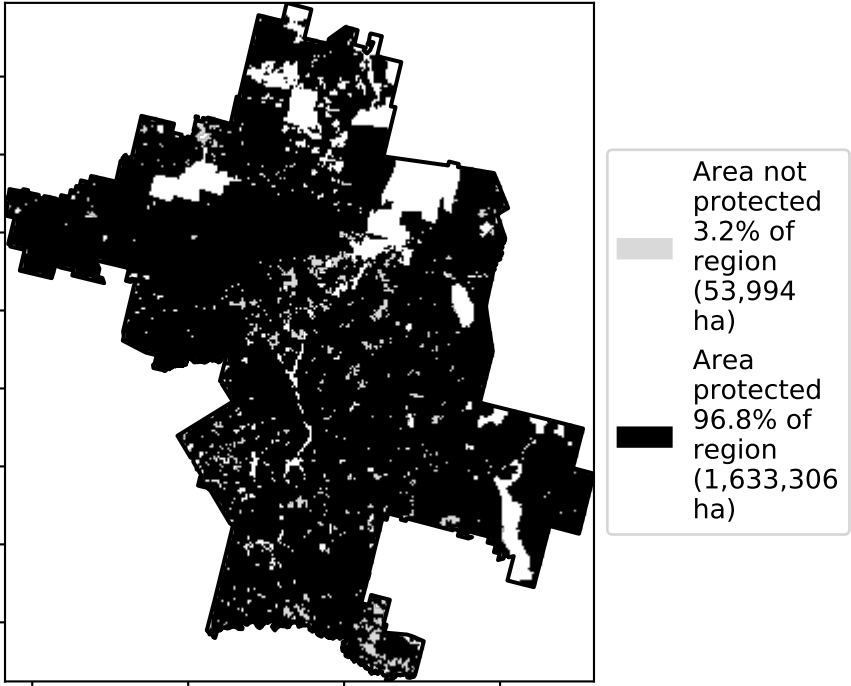 Area not
protected
3.2% of
region
(53,994
ha)
Area
protected
96.8% of
region
(1,633,306
ha)